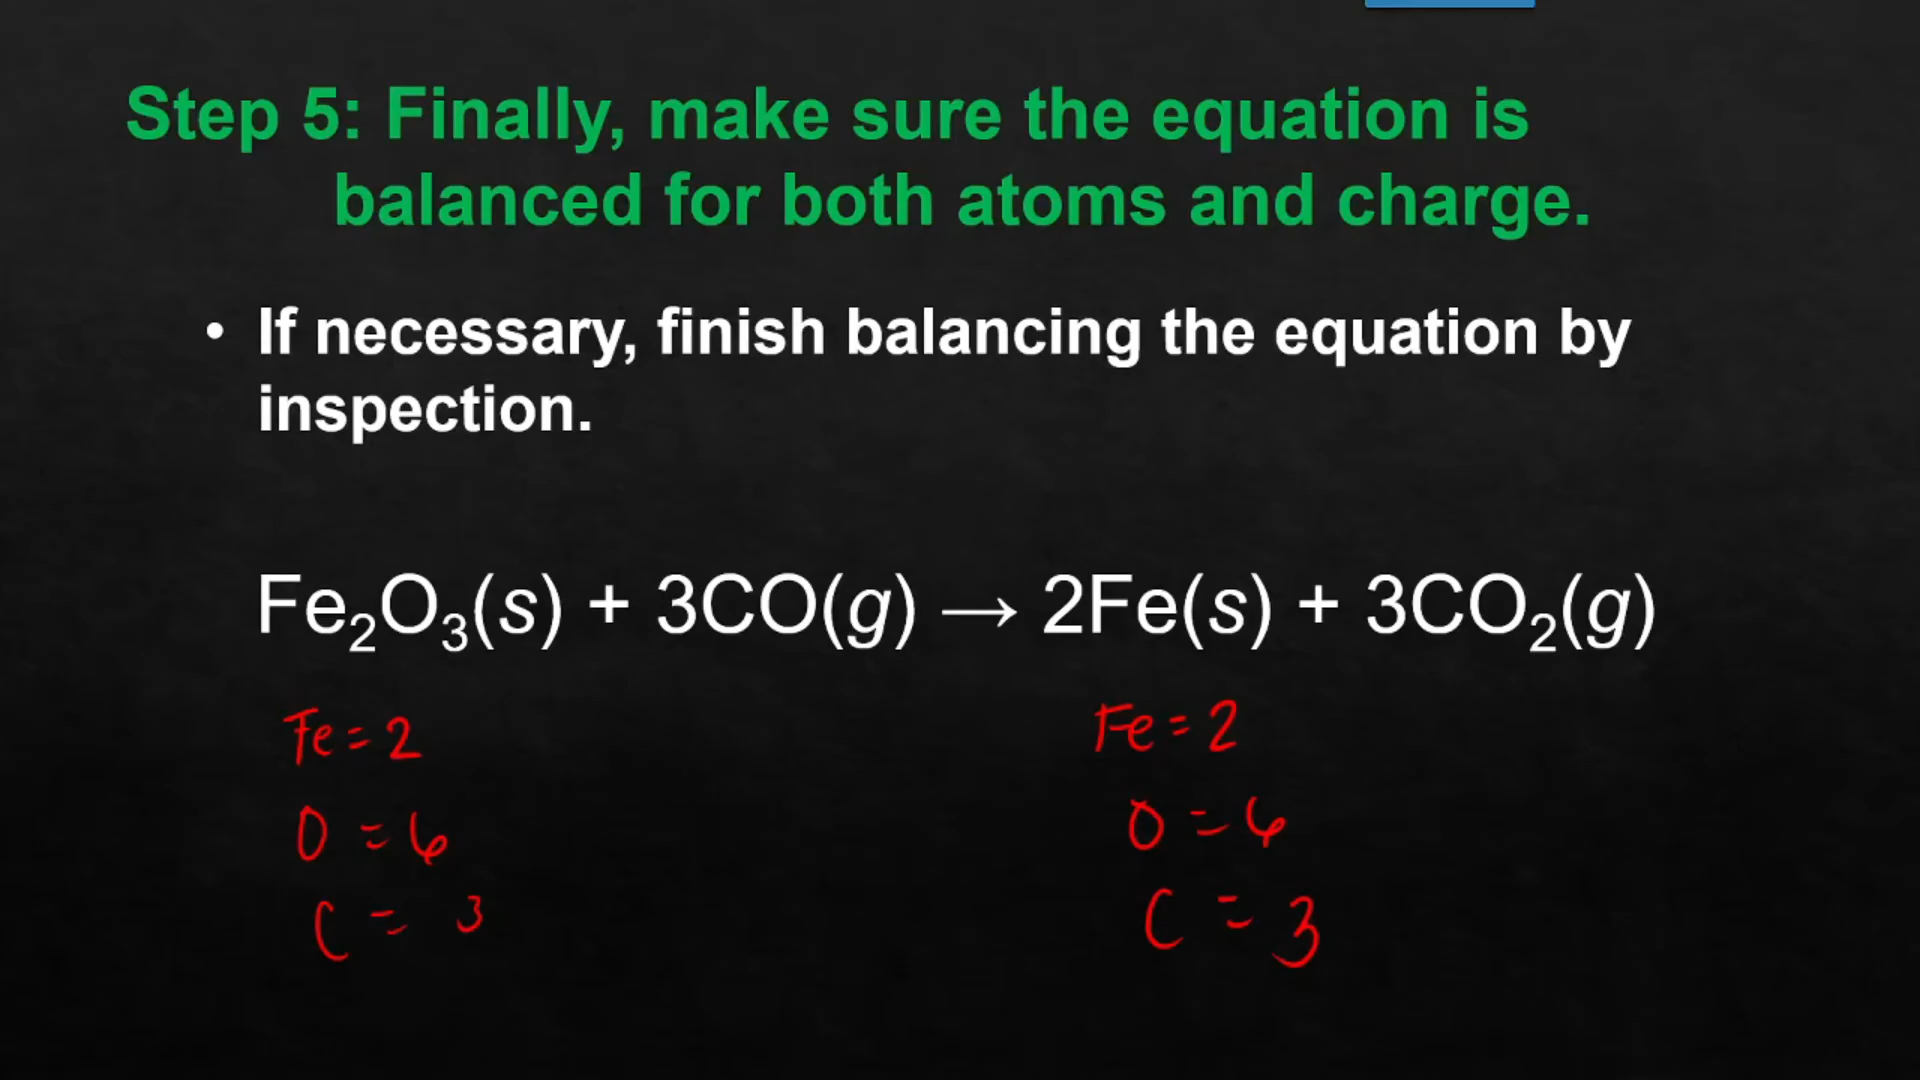 Step 5: Finally, make sure the equation is
balanced for both atoms and charge.
• If necessary, finish balancing the equation by
inspection.
Fe₂O₃(s) + 3CO(g) → 2Fe(s) + 3CO₂(g)
Fe = 2
O = 6
C = 3
Fe = 2
O = 6
C = 3